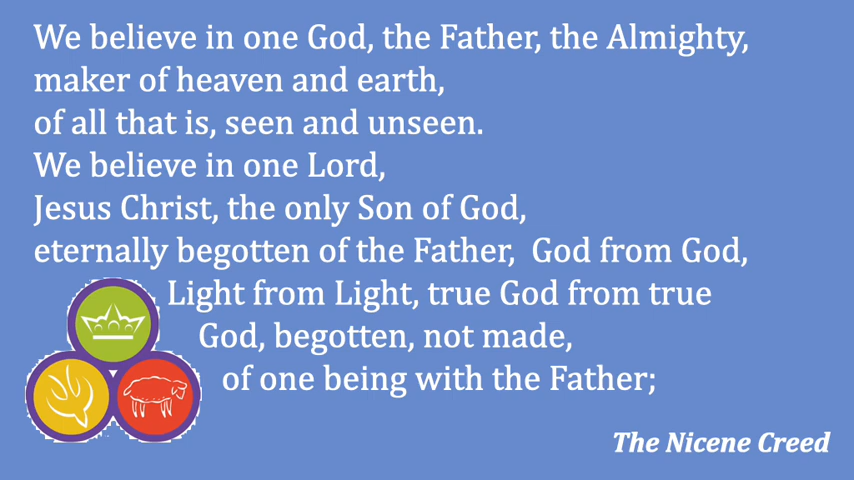 We believe in one God, the Father, the Almighty,
maker of heaven and earth,
of all that is, seen and unseen.
We believe in one Lord,
Jesus Christ, the only Son of God,
eternally begotten of the Father,  God from God,
Light from Light, true God from true
God, begotten, not made,
of one being with the Father;
The Nicene Creed